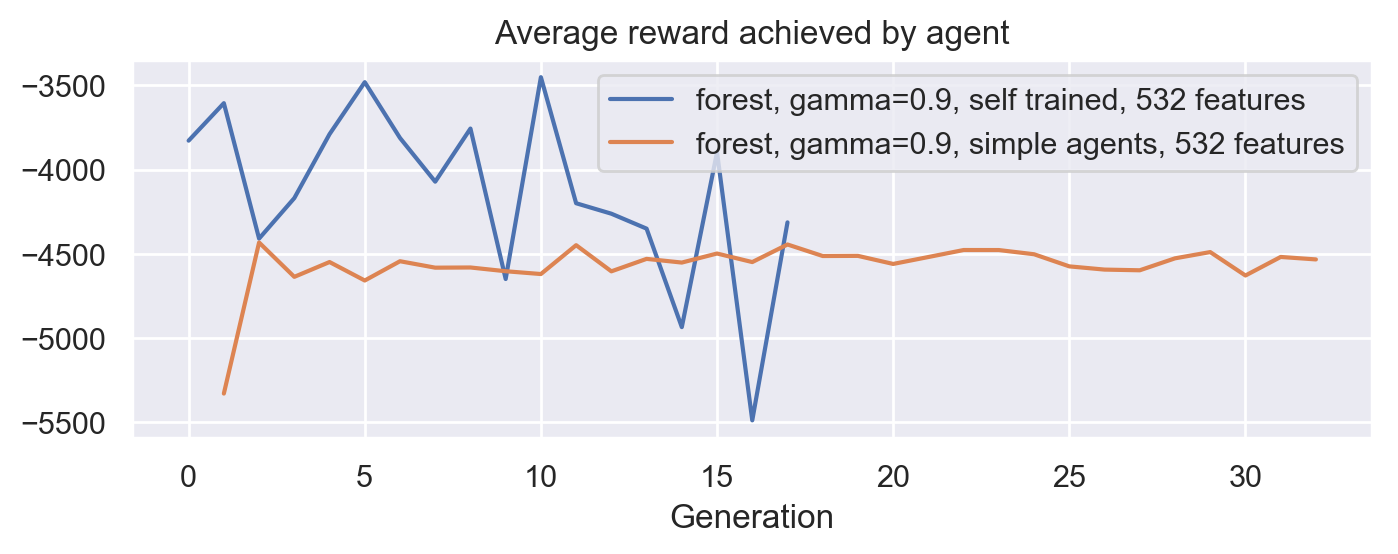 Average reward achieved by agent
forest, gamma=0.9, self trained, 532 features
forest, gamma=0.9, simple agents, 532 features
−3500
−4000
−4500
−5000
−5500
0 5 10 15 20 25 30
Generation